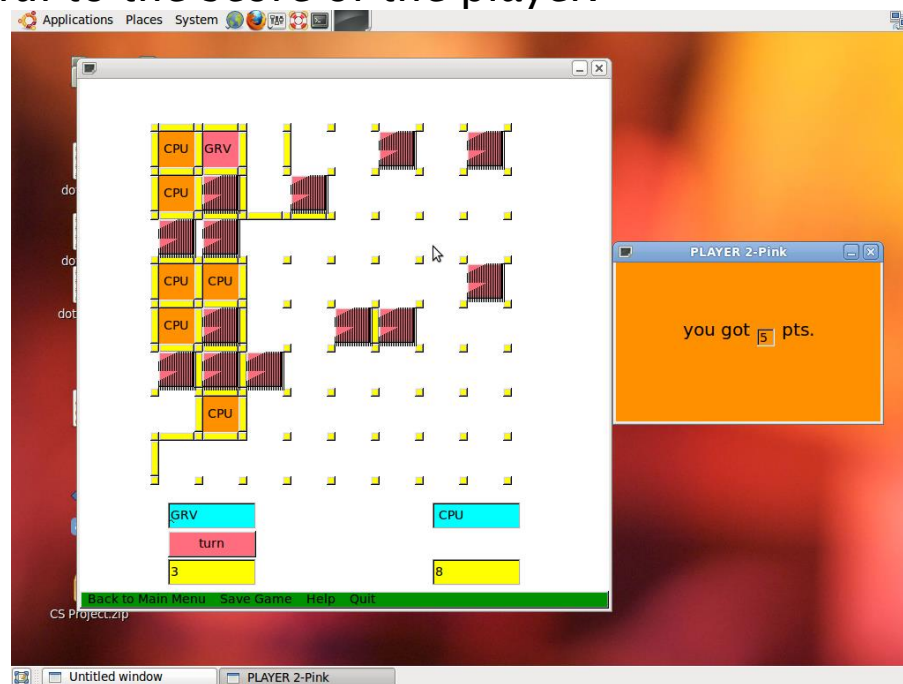 Applications Places System
CPU GRV
CPU
CPU CPU
CPU
CPU
GRV
CPU
turn
3
8
Back to Main Menu Save Game Help Quit
PLAYER 2-Pink
you got 5 pts.
CS Project.zip
Untitled window
PLAYER 2-Pink